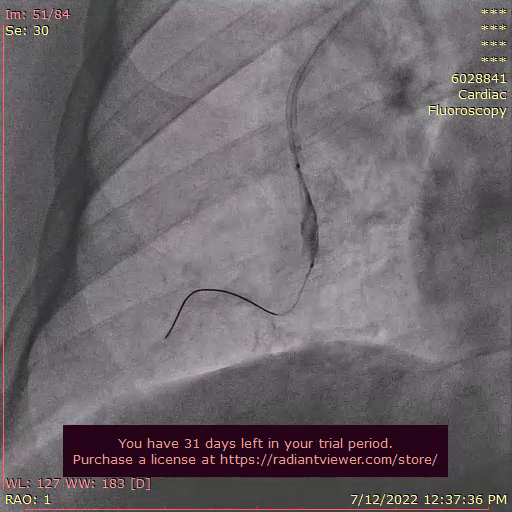 Im: 51/84
Se: 30
***
***
***
***
6028841
Cardiac
Fluoroscopy
You have 31 days left in your trial period.
Purchase a license at https://radiantviewer.com/store/
WL: 127 WW: 183 [D]
RAO: 1
7/12/2022 12:37:36 PM